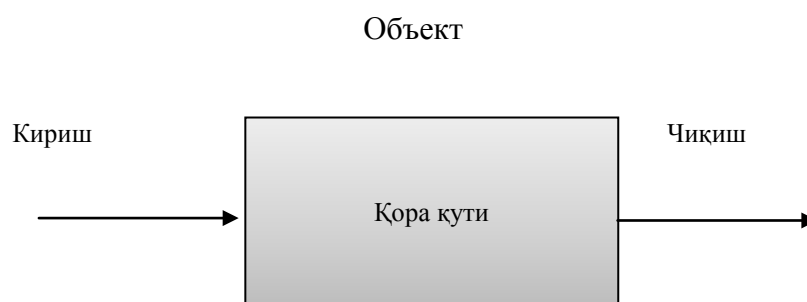 Объект
Кириш
Чиқиш
Қора қути